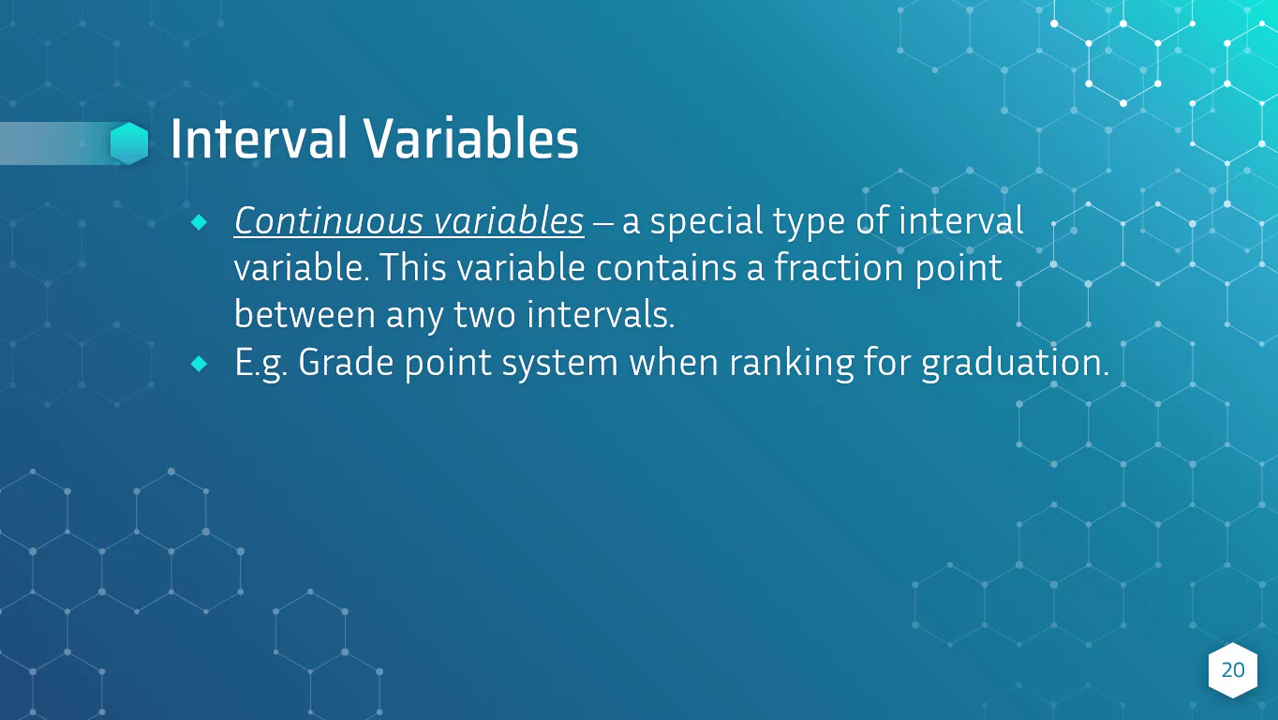 Interval Variables
Continuous variables – a special type of interval
variable. This variable contains a fraction point
between any two intervals.
E.g. Grade point system when ranking for graduation.
20